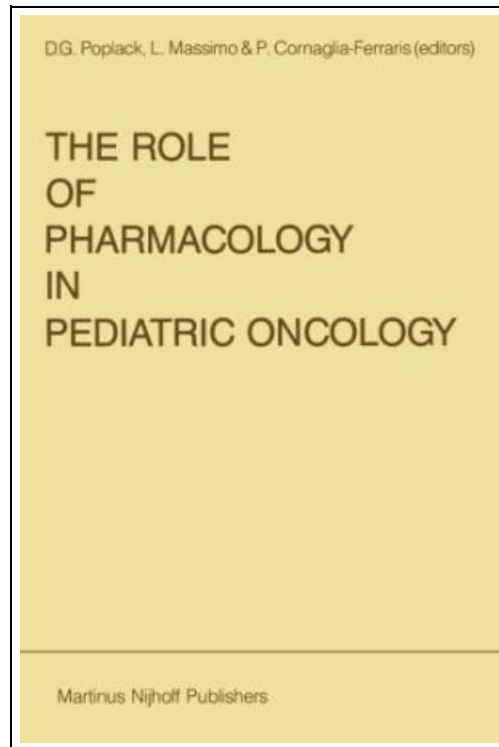 D.G. Poplack, L. Massimo & P. Cornaglia-Ferraris (editors)
THE ROLE
OF
PHARMACOLOGY
IN
PEDIATRIC ONCOLOGY
Martinus Nijhoff Publishers